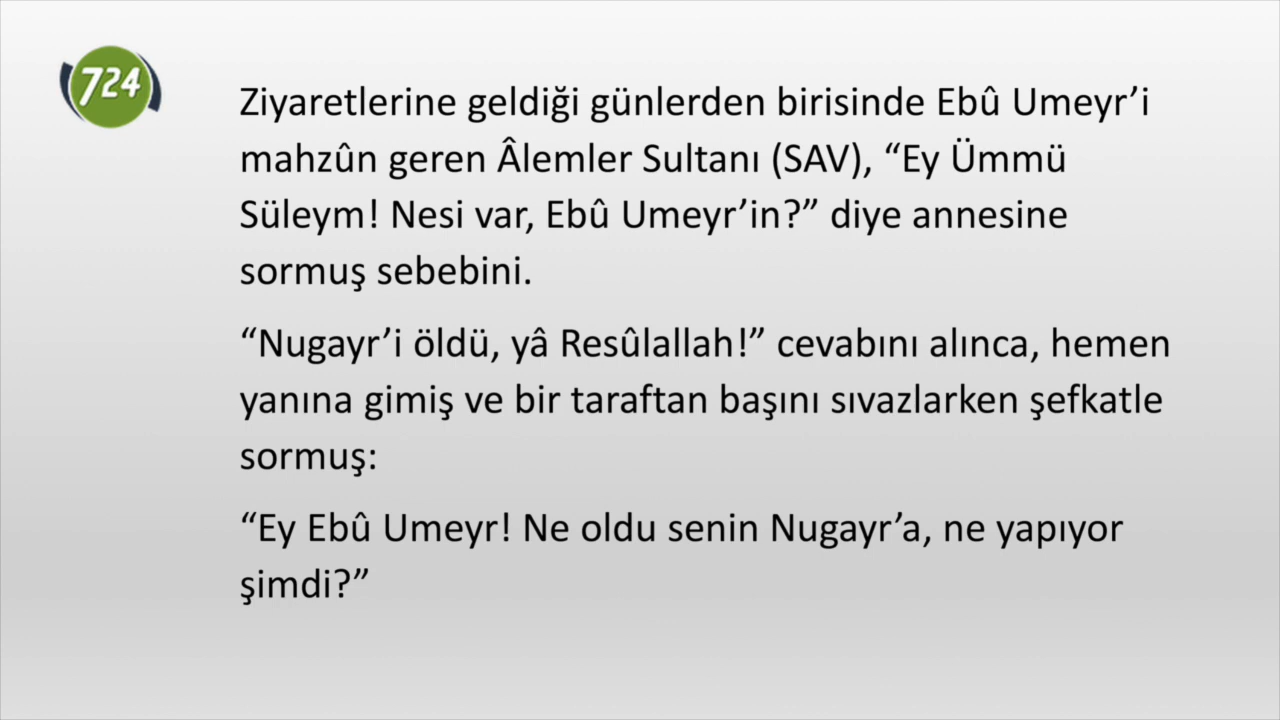 724
Ziyaretlerine geldiği günlerden birisinde Ebû Umeyr’i
mahzûn geren Âlemler Sultanı (SAV), “Ey Ümmü
Süleym! Nesi var, Ebû Umeyr’in?” diye annesine
sormuş sebebini.
“Nugayr’i öldü, yâ Resûlallah!” cevabını alınca, hemen
yanına gimiş ve bir taraftan başını sıvazlarken şefkatle
sormuş:
“Ey Ebû Umeyr! Ne oldu senin Nugayr’a, ne yapıyor
şimdi?”